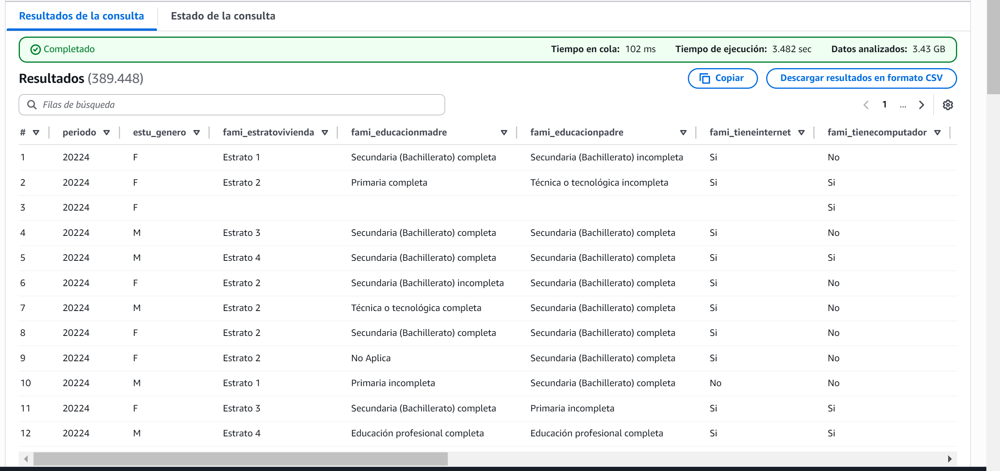 Resultados de la consulta Estado de la consulta
Completado Tiempo en cola: 102 ms Tiempo de ejecución: 3.482 sec Datos analizados: 3.43 GB
Resultados (389.448) Copiar Descargar resultados en formato CSV
Filas de búsqueda 1 ...
# periodo estu_genero fami_estratovivienda fami_educacionmadre fami_educacionpadre fami_tieneinternet fami_tienecomputador
1 20224 F Estrato 1 Secundaria (Bachillerato) completa Secundaria (Bachillerato) incompleta Si No
2 20224 F Estrato 2 Primaria completa Técnica o tecnológica incompleta Si Si
3 20224 F Si
4 20224 M Estrato 3 Secundaria (Bachillerato) completa Secundaria (Bachillerato) completa Si No
5 20224 M Estrato 4 Secundaria (Bachillerato) completa Secundaria (Bachillerato) completa Si Si
6 20224 F Estrato 2 Secundaria (Bachillerato) incompleta Secundaria (Bachillerato) completa Si No
7 20224 M Estrato 2 Técnica o tecnológica completa Secundaria (Bachillerato) completa Si No
8 20224 F Estrato 2 Secundaria (Bachillerato) completa Secundaria (Bachillerato) completa Si No
9 20224 F Estrato 2 No Aplica Secundaria (Bachillerato) completa Si No
10 20224 M Estrato 1 Primaria incompleta Secundaria (Bachillerato) completa No No
11 20224 F Estrato 3 Secundaria (Bachillerato) completa Primaria incompleta Si Si
12 20224 M Estrato 4 Educación profesional completa Educación profesional completa Si Si